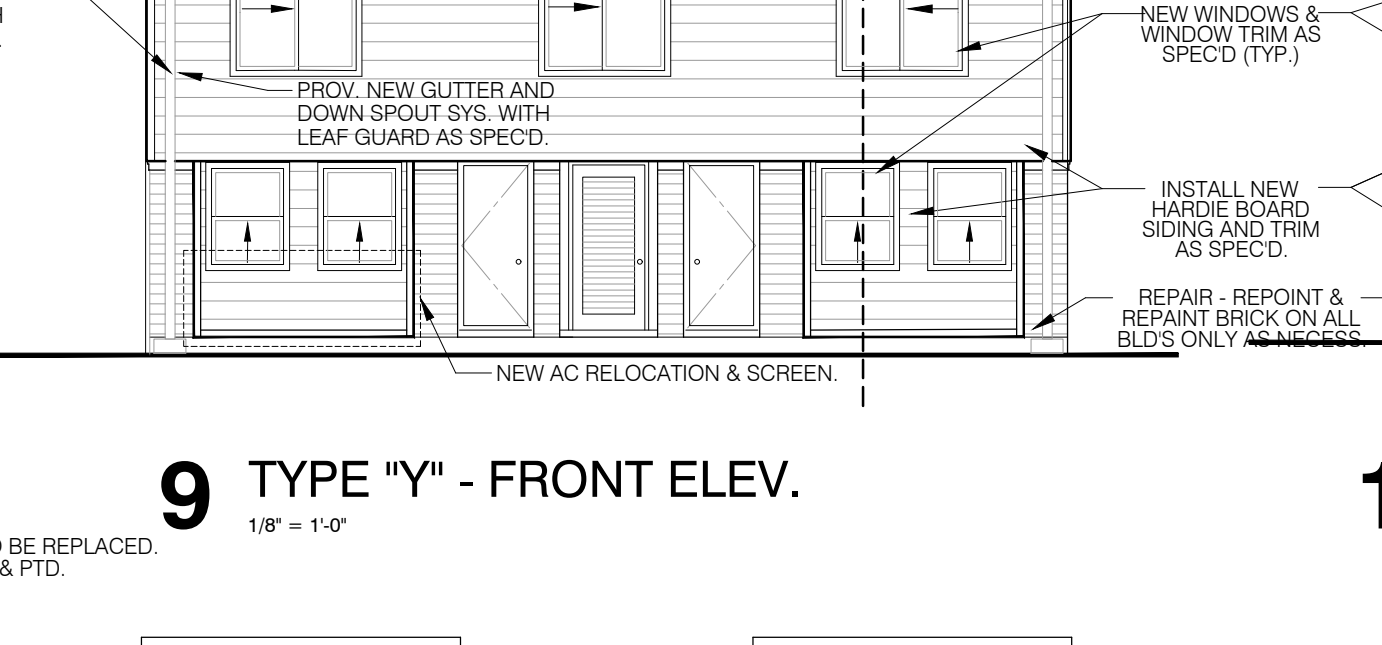 NEW WINDOWS &
WINDOW TRIM AS
SPEC'D (TYP.)
PROV. NEW GUTTER AND
DOWN SPOUT SYS. WITH
LEAF GUARD AS SPEC'D.
INSTALL NEW
HARDIE BOARD
SIDING AND TRIM
AS SPEC'D.
REPAIR - REPOINT &
REPAINT BRICK ON ALL
BLD'S ONLY AS NECESS.
NEW AC RELOCATION & SCREEN.
9 TYPE "Y" - FRONT ELEV.
1/8" = 1'-0"
BE REPLACED.
& PTD.